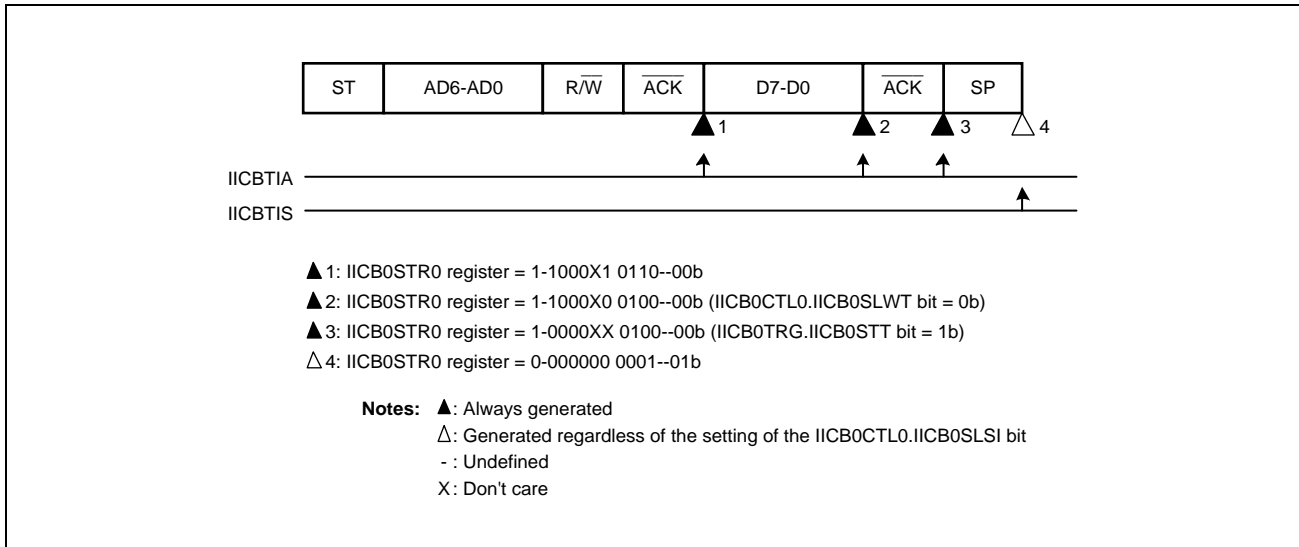 ST AD6-AD0 R/W̅ A̅C̅K̅ D7-D0 A̅C̅K̅ SP
▲ 1 ▲ 2 ▲ 3 △ 4
IICBTIA
IICBTIS
▲ 1: IICB0STR0 register = 1-1000X1 0110--00b
▲ 2: IICB0STR0 register = 1-1000X0 0100--00b (IICB0CTL0.IICB0SLWT bit = 0b)
▲ 3: IICB0STR0 register = 1-0000XX 0100--00b (IICB0TRG.IICB0STT bit = 1b)
△ 4: IICB0STR0 register = 0-000000 0001--01b
Notes: ▲: Always generated
△: Generated regardless of the setting of the IICB0CTL0.IICB0SLSI bit
- : Undefined
X: Don't care